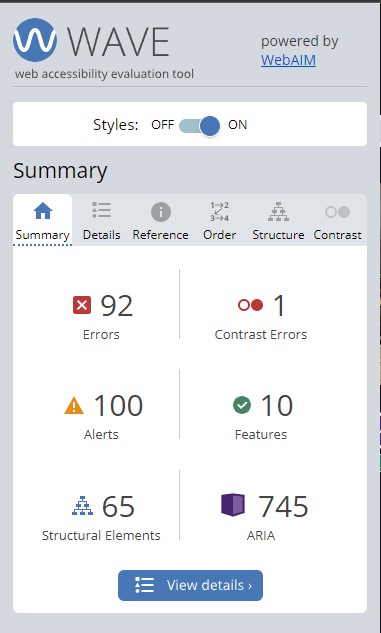 WAVE
web accessibility evaluation tool
powered by
WebAIM
Styles: OFF ON
Summary
Summary Details Reference Order Structure Contrast
92
Errors
1
Contrast Errors
100
Alerts
10
Features
65
Structural Elements
745
ARIA
View details ›